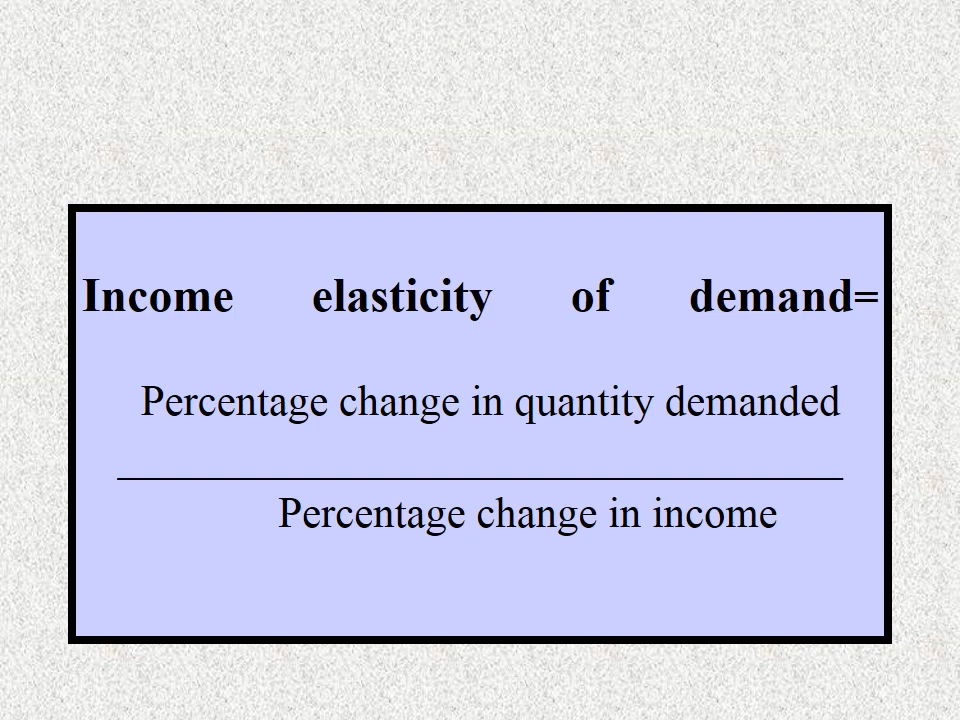 Income elasticity of demand=
Percentage change in quantity demanded
Percentage change in income